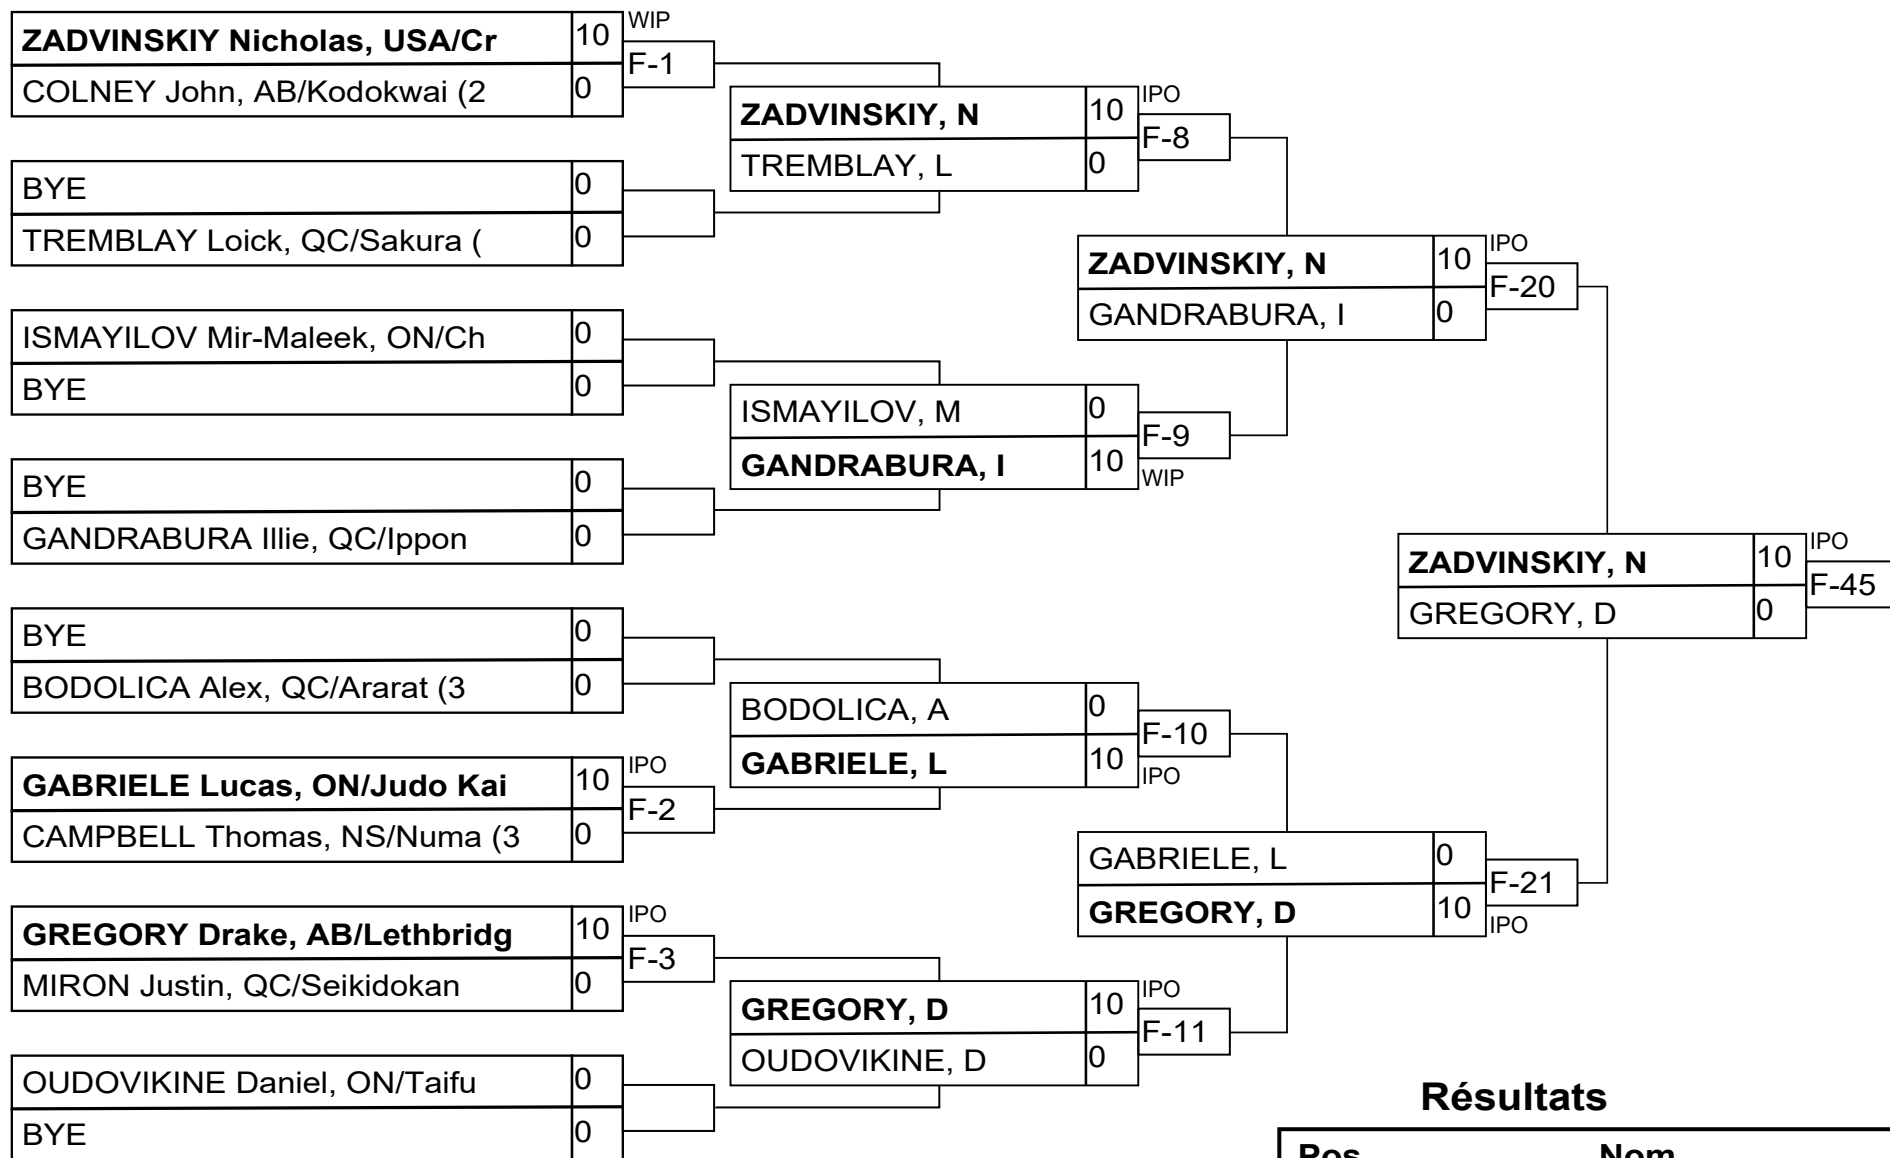 ZADVINSKIY Nicholas, USA/Cr 10 WIP
F-1
COLNEY John, AB/Kodokwai (2 0
BYE 0
TREMBLAY Loick, QC/Sakura ( 0
ISMAYILOV Mir-Maleek, ON/Ch 0
BYE 0
BYE 0
GANDRABURA Illie, QC/Ippon 0
BYE 0
BODOLICA Alex, QC/Ararat (3 0
GABRIELE Lucas, ON/Judo Kai 10 IPO
F-2
CAMPBELL Thomas, NS/Numa (3 0
GREGORY Drake, AB/Lethbridg 10 IPO
F-3
MIRON Justin, QC/Seikidokan 0
OUDOVIKINE Daniel, ON/Taifu 0
BYE 0
ZADVINSKIY, N 10 IPO
F-8
TREMBLAY, L 0
ISMAYILOV, M 0
F-9
GANDRABURA, I 10 WIP
BODOLICA, A 0
F-10
GABRIELE, L 10 IPO
GREGORY, D 10 IPO
F-11
OUDOVIKINE, D 0
ZADVINSKIY, N 10 IPO
F-20
GANDRABURA, I 0
GABRIELE, L 0
F-21
GREGORY, D 10 IPO
ZADVINSKIY, N 10 IPO
F-45
GREGORY, D 0
Résultats
Pos Nom